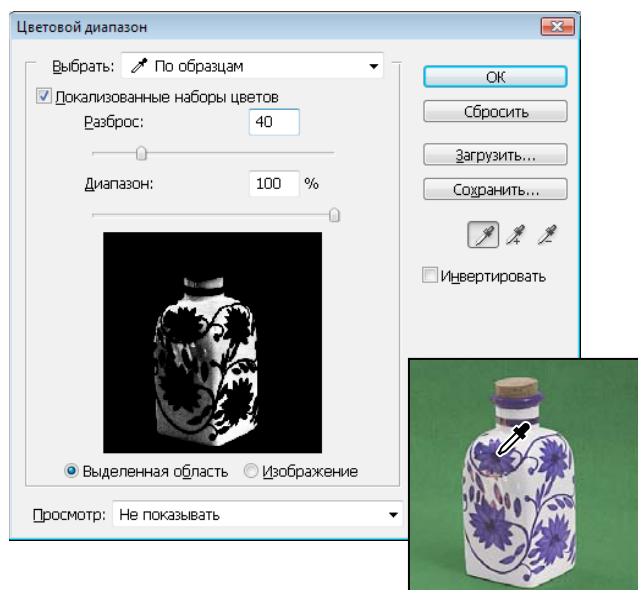 Цветовой диапазон
Выбрать: По образцам
Локализованные наборы цветов
Разброс: 40
Диапазон: 100 %
Выделенная область Изображение
Просмотр: Не показывать
ОК
Сбросить
Загрузить...
Сохранить...
Инвертировать